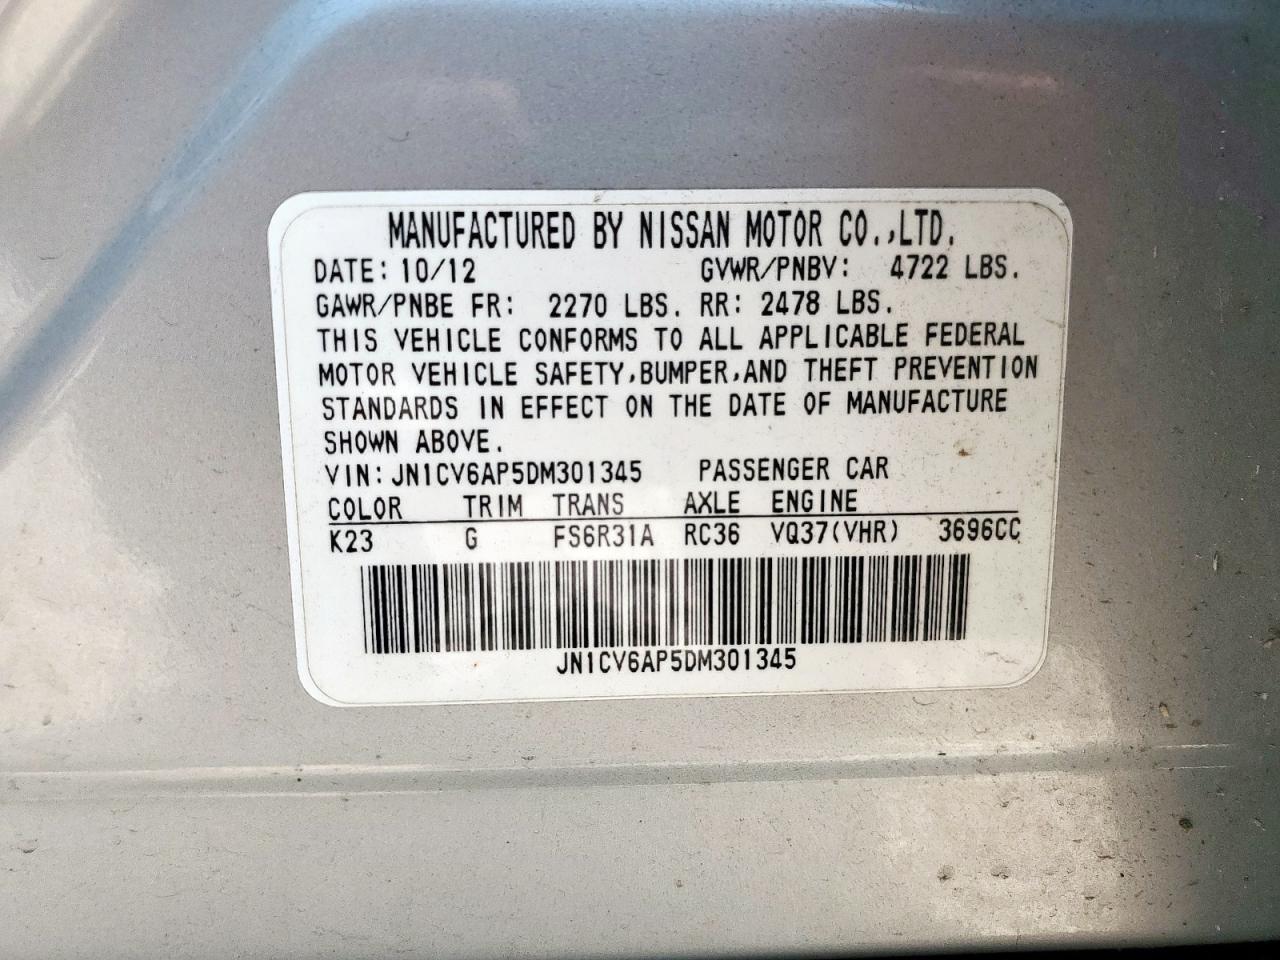 MANUFACTURED BY NISSAN MOTOR CO.,LTD.
DATE: 10/12 GVWR/PNBV: 4722 LBS.
GAWR/PNBE FR: 2270 LBS. RR: 2478 LBS.
THIS VEHICLE CONFORMS TO ALL APPLICABLE FEDERAL
MOTOR VEHICLE SAFETY,BUMPER,AND THEFT PREVENTION
STANDARDS IN EFFECT ON THE DATE OF MANUFACTURE
SHOWN ABOVE.
VIN: JN1CV6AP5DM301345 PASSENGER CAR
COLOR TRIM TRANS AXLE ENGINE
K23 G FS6R31A RC36 VQ37(VHR) 3696CC
JN1CV6AP5DM301345